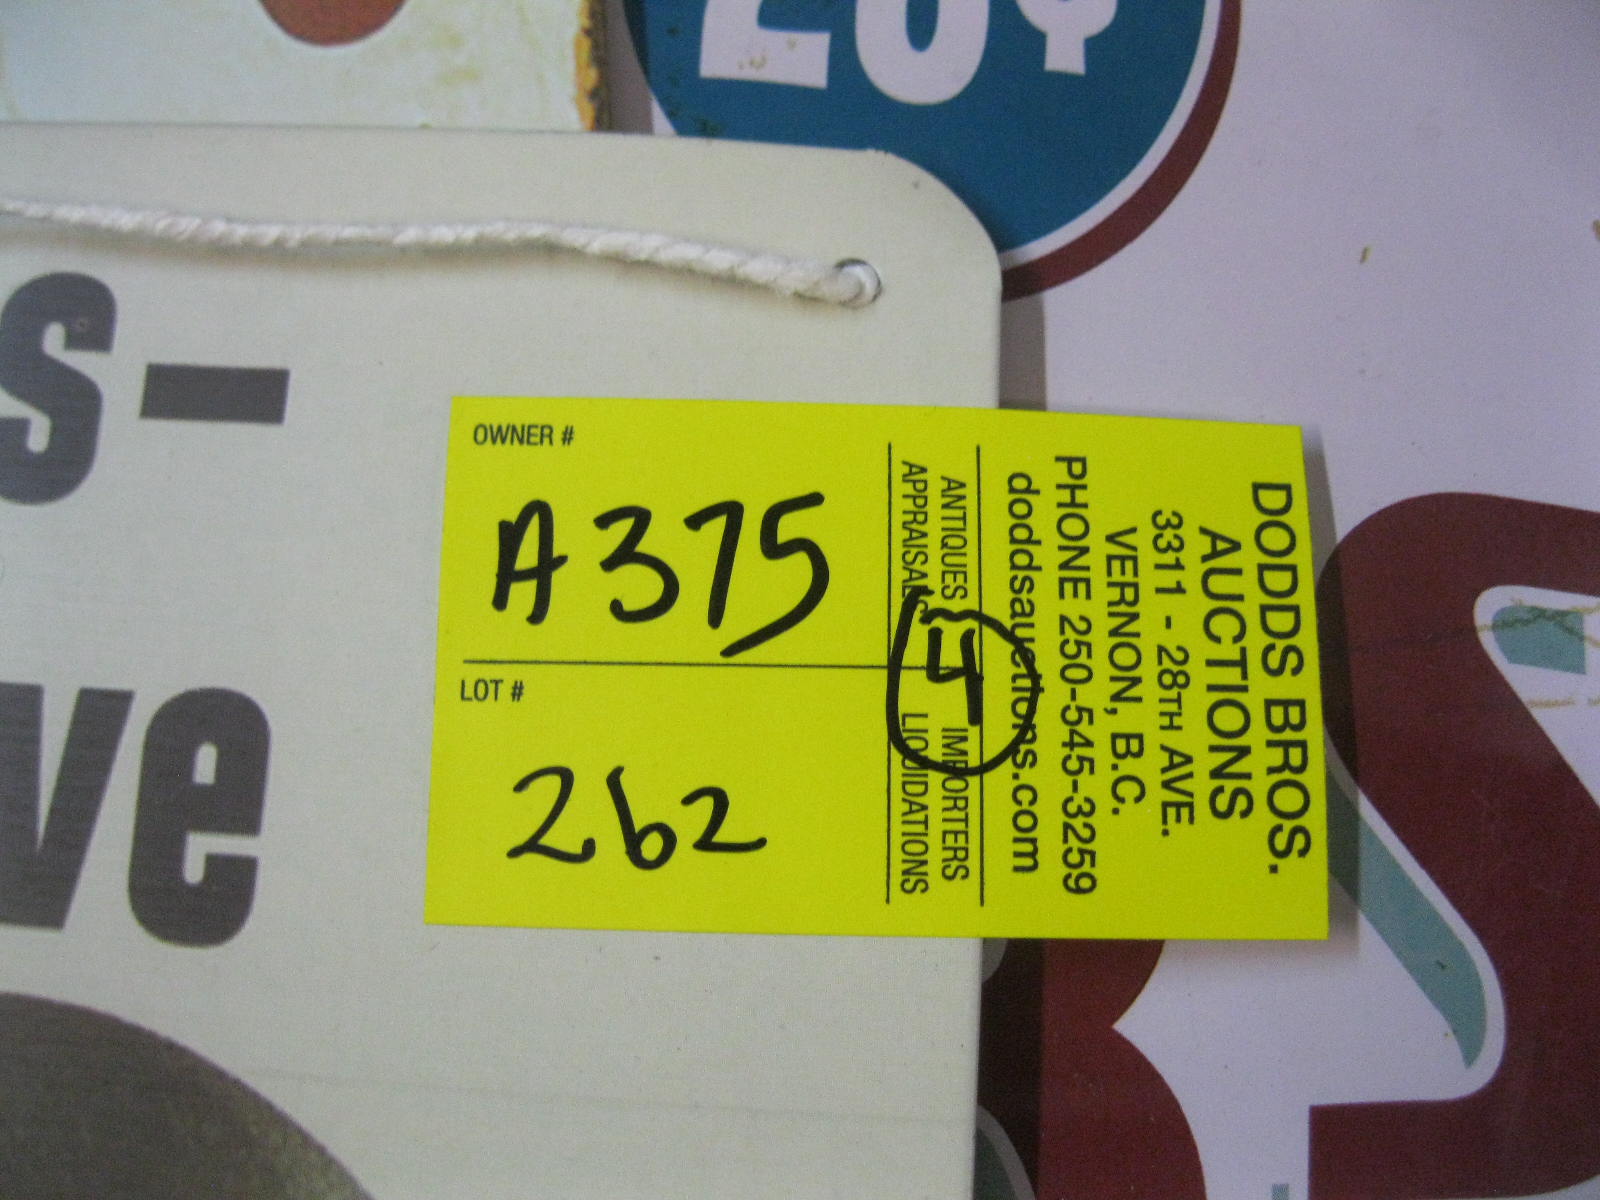 20¢
s-
ve
OWNER #
A375
LOT #
262
DODDS BROS.
AUCTIONS
3311 - 28TH AVE.
VERNON, B.C.
PHONE 250-545-3259
doddsauctions.com
ANTIQUES IMPORTERS
APPRAISALS LIQUIDATIONS
4